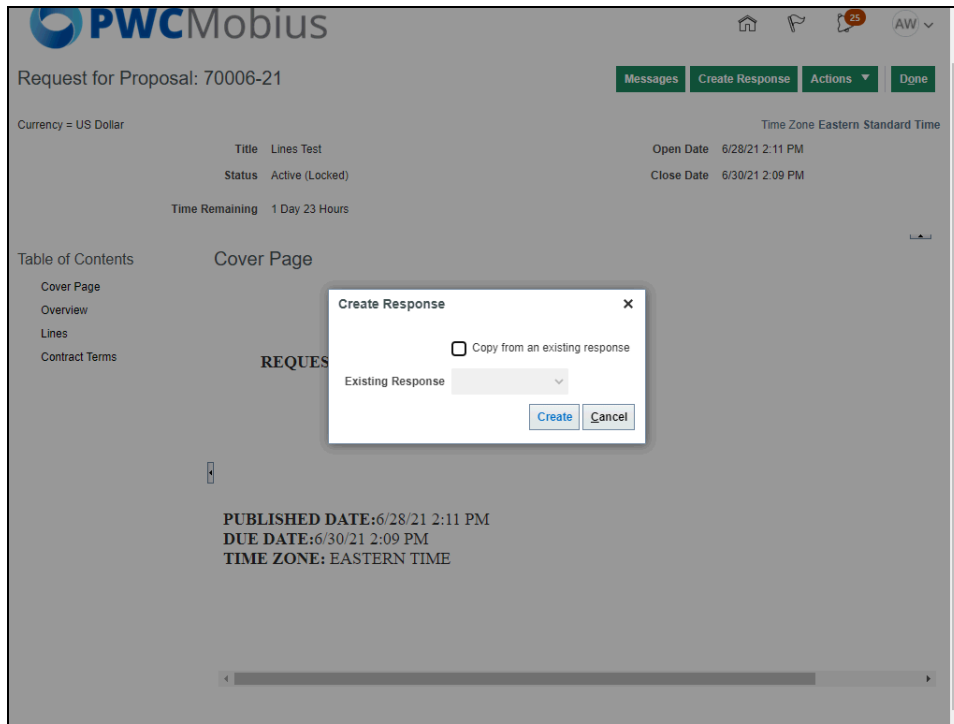 PWCMobius
25
AW
Request for Proposal: 70006-21
Messages Create Response Actions Done
Currency = US Dollar
Time Zone Eastern Standard Time
Title Lines Test
Open Date 6/28/21 2:11 PM
Status Active (Locked)
Close Date 6/30/21 2:09 PM
Time Remaining 1 Day 23 Hours
Table of Contents
Cover Page
Overview
Lines
Contract Terms
Cover Page
REQUES
Create Response
Copy from an existing response
Existing Response
Create Cancel
PUBLISHED DATE:6/28/21 2:11 PM
DUE DATE:6/30/21 2:09 PM
TIME ZONE: EASTERN TIME